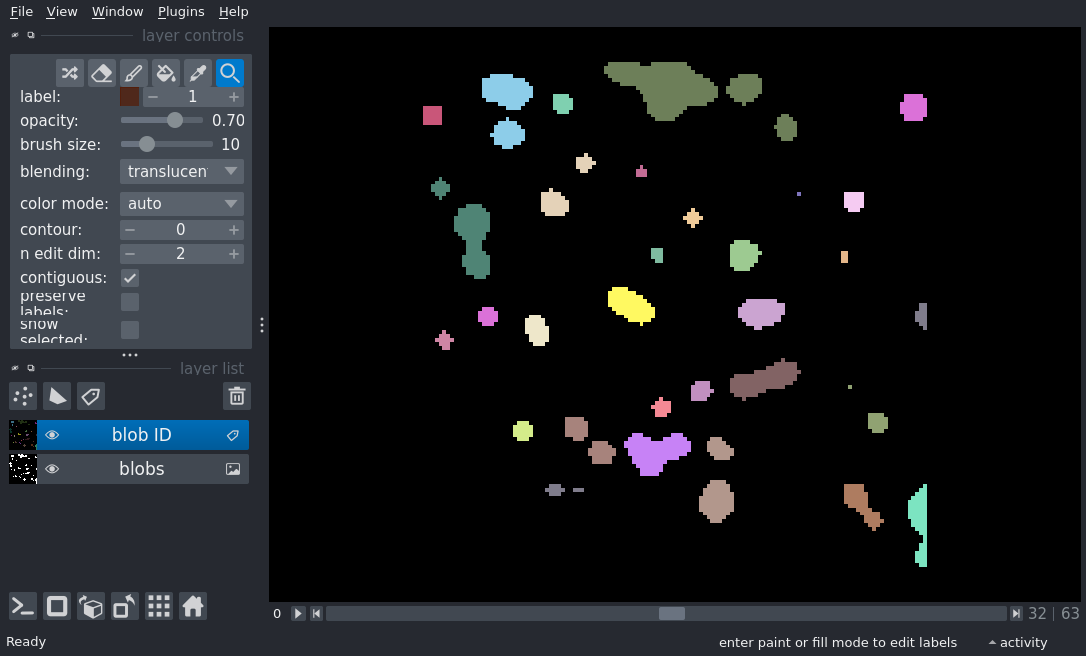 File View Window Plugins Help
layer controls
label: 1
opacity: 0.70
brush size: 10
blending: translucen
color mode: auto
contour: 0
n edit dim: 2
contiguous:
preserve
labels:
show
selected:
layer list
blob ID
blobs
0 32 | 63
Ready enter paint or fill mode to edit labels activity